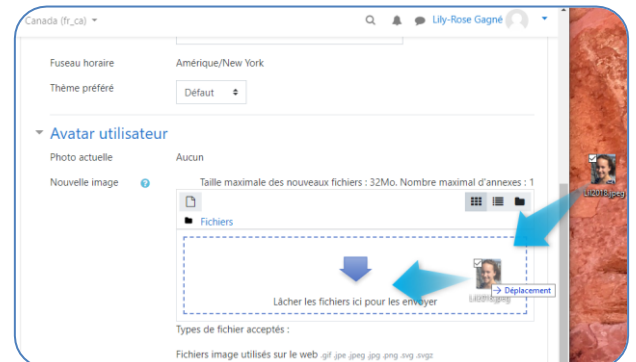 Canada (fr_ca)
Lily-Rose Gagné
Fuseau horaire
Amérique/New York
Thème préféré
Défaut
Avatar utilisateur
Photo actuelle
Aucun
Nouvelle image
Taille maximale des nouveaux fichiers : 32Mo. Nombre maximal d'annexes : 1
Fichiers
Lâcher les fichiers ici pour les envoyer
Déplacement
Types de fichier acceptés :
Fichiers image utilisés sur le web .gif .jpe .jpeg .jpg .png .svg .svgz